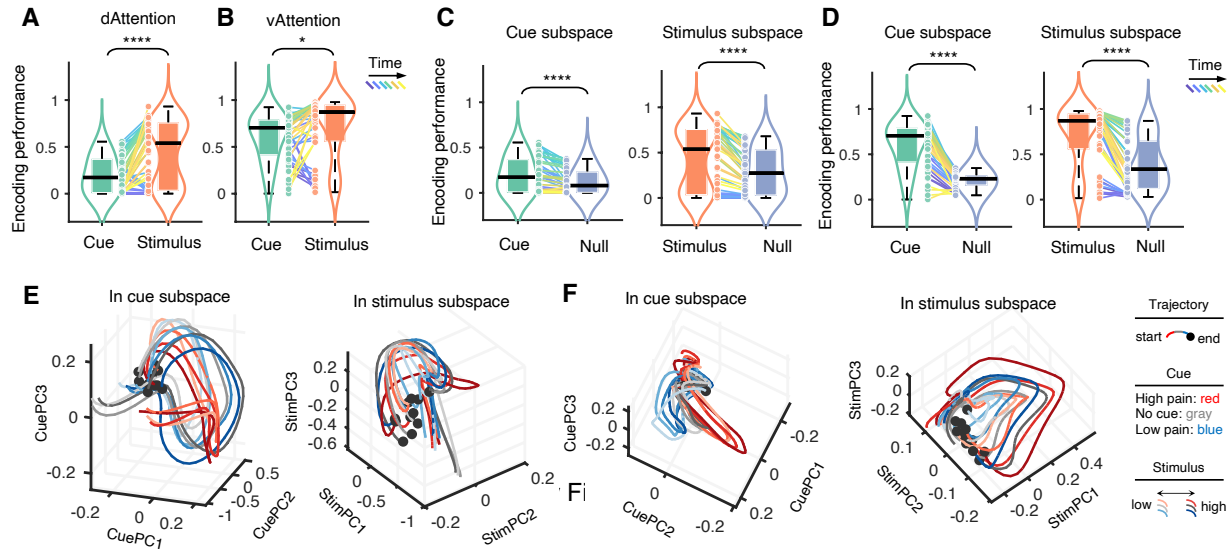 A
dAttention
****
Encoding performance
1
0.5
0
Cue
Stimulus
B
vAttention
*
Time
1
0.5
0
Cue
Stimulus
C
Cue subspace
****
Encoding performance
1
0.5
0
Cue
Null
Stimulus subspace
****
1
0.5
0
Stimulus
Null
D
Cue subspace
****
Encoding performance
1
0.5
0
Cue
Null
Stimulus subspace
****
1
0.5
0
Stimulus
Null
E
In cue subspace
CuePC3
0.2
0
-0.2
-0.2
0
0.2
CuePC1
-1
-0.5
0
0.5
CuePC2
In stimulus subspace
StimPC3
0.2
0
-0.2
-0.4
-0.6
0
-0.5
-1
StimPC1
0
0.2
StimPC2
Fi
F
In cue subspace
CuePC3
0.2
0
-0.2
0
-0.2
CuePC2
0.2
0
-0.2
CuePC1
In stimulus subspace
StimPC3
0.2
0
-0.2
0.1
0
-0.1
-0.2
StimPC2
-0.2
0
0.4
StimPC1
Trajectory
start end
Cue
High pain: red
No cue: gray
Low pain: blue
Stimulus
low high